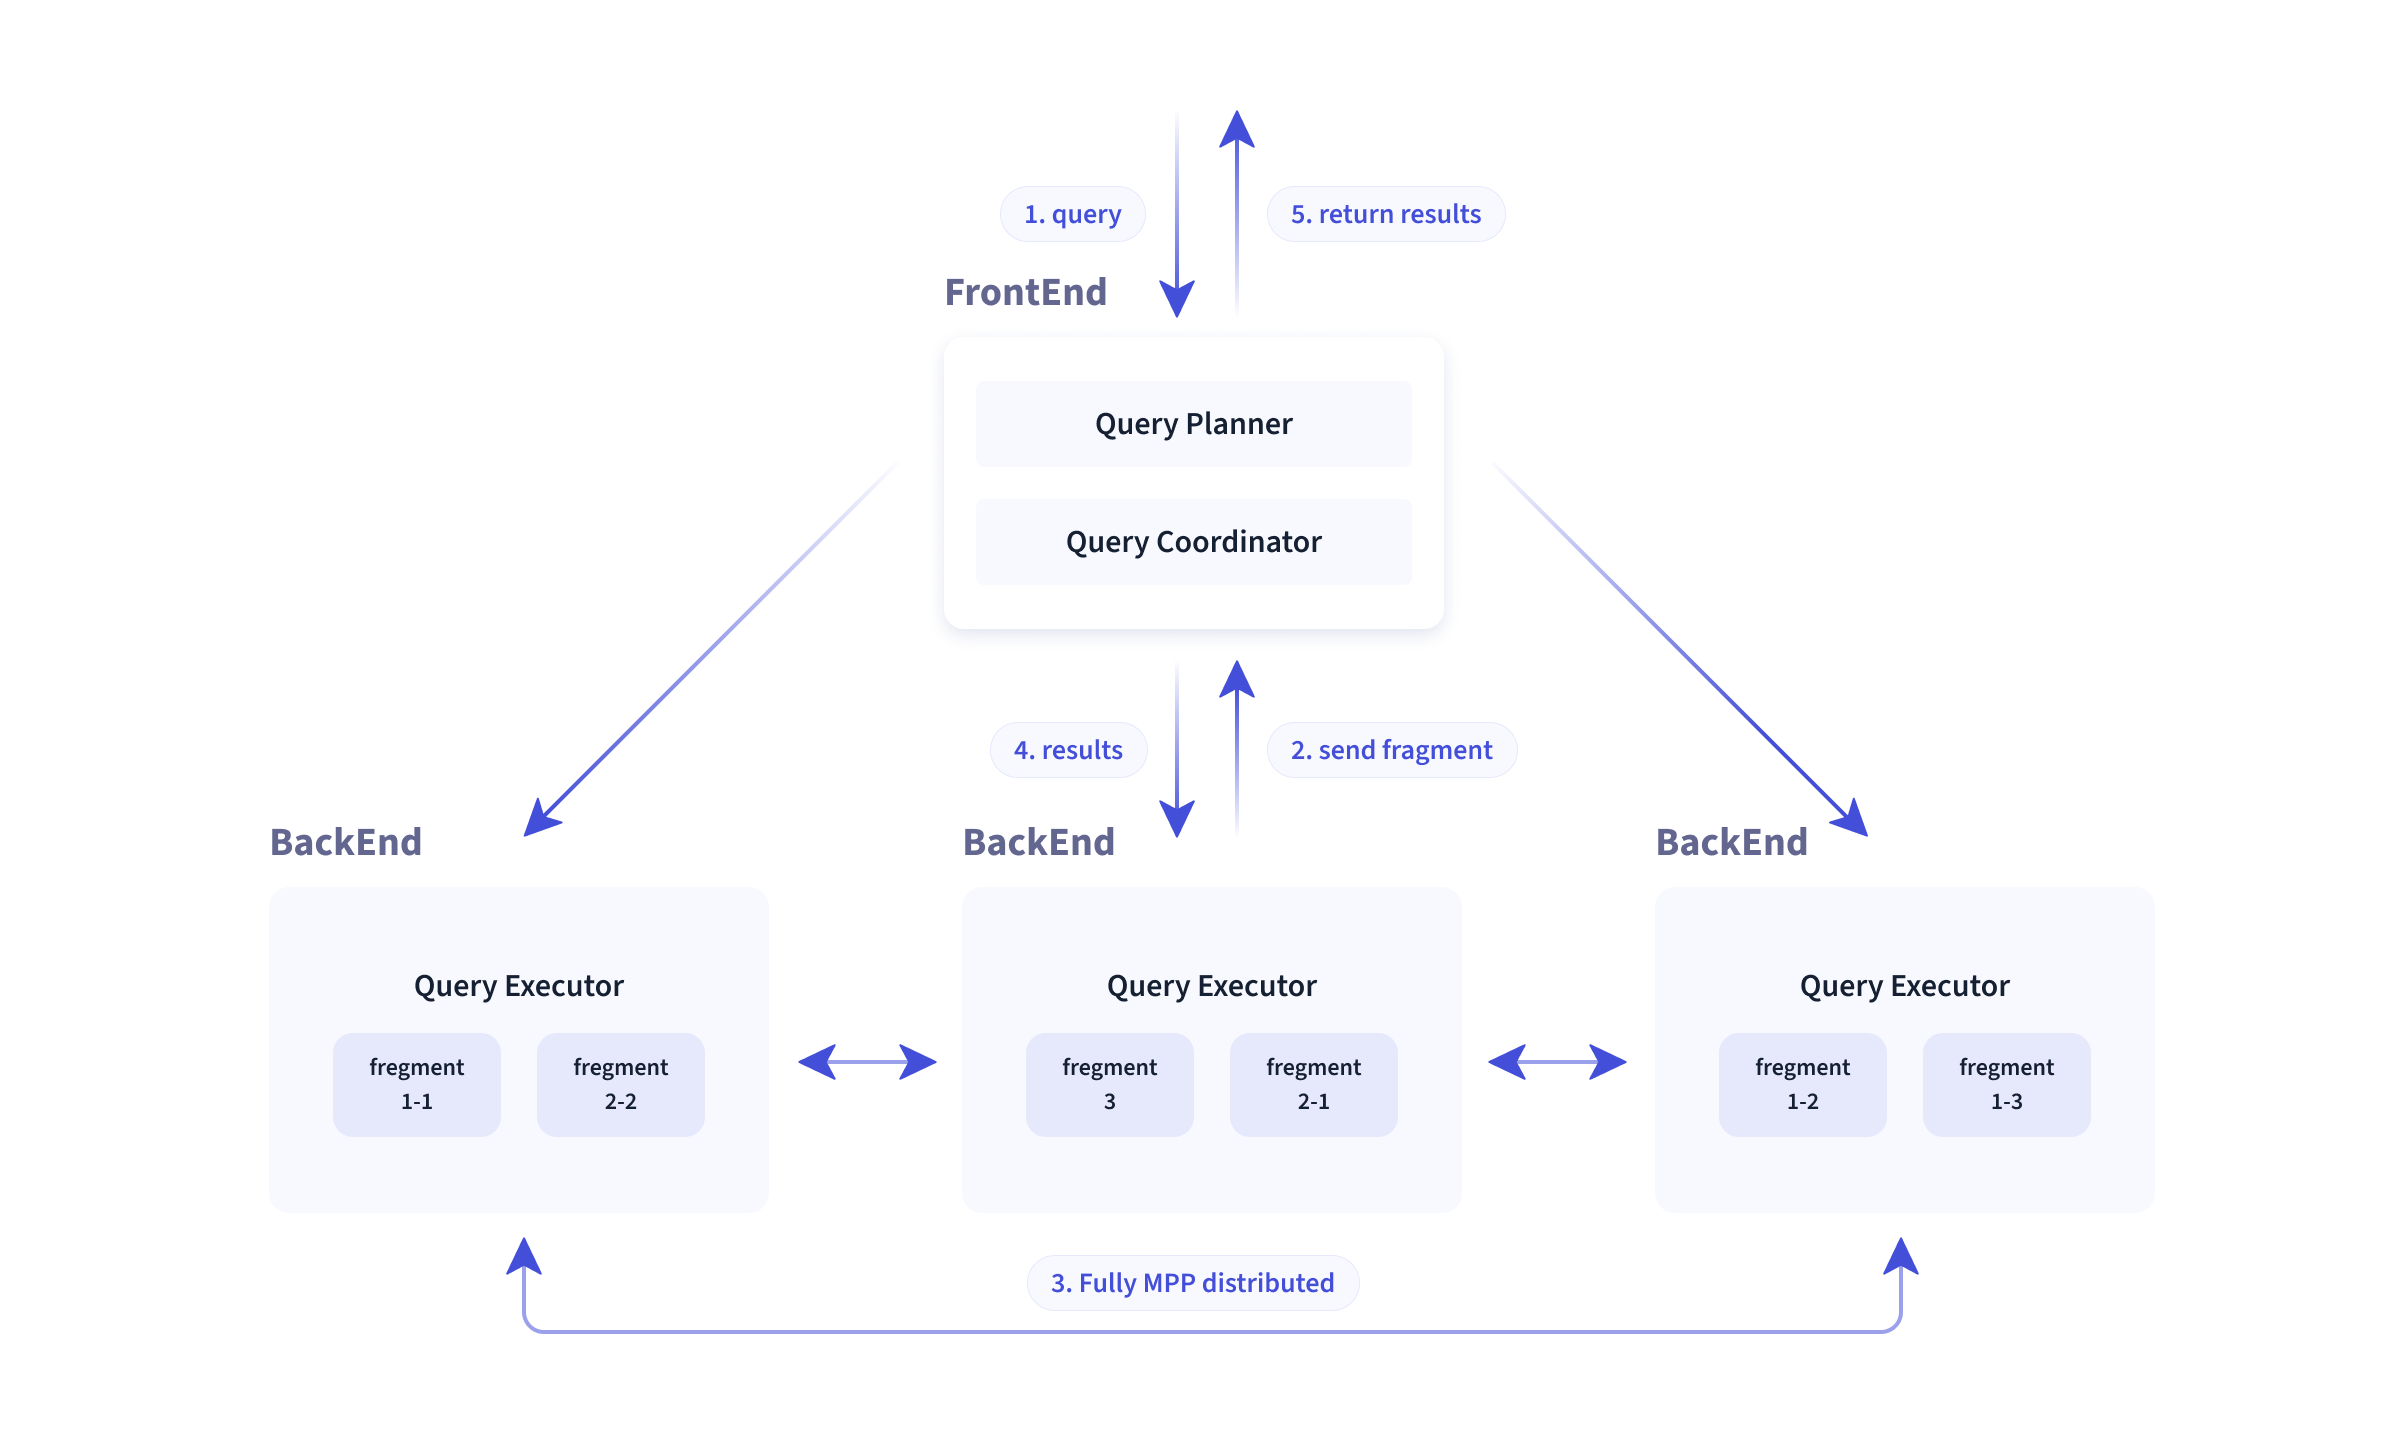 1. query
5. return results
FrontEnd
Query Planner
Query Coordinator
4. results
2. send fragment
BackEnd
BackEnd
BackEnd
Query Executor
fregment
1-1
fregment
2-2
Query Executor
fregment
3
fregment
2-1
Query Executor
fregment
1-2
fregment
1-3
3. Fully MPP distributed